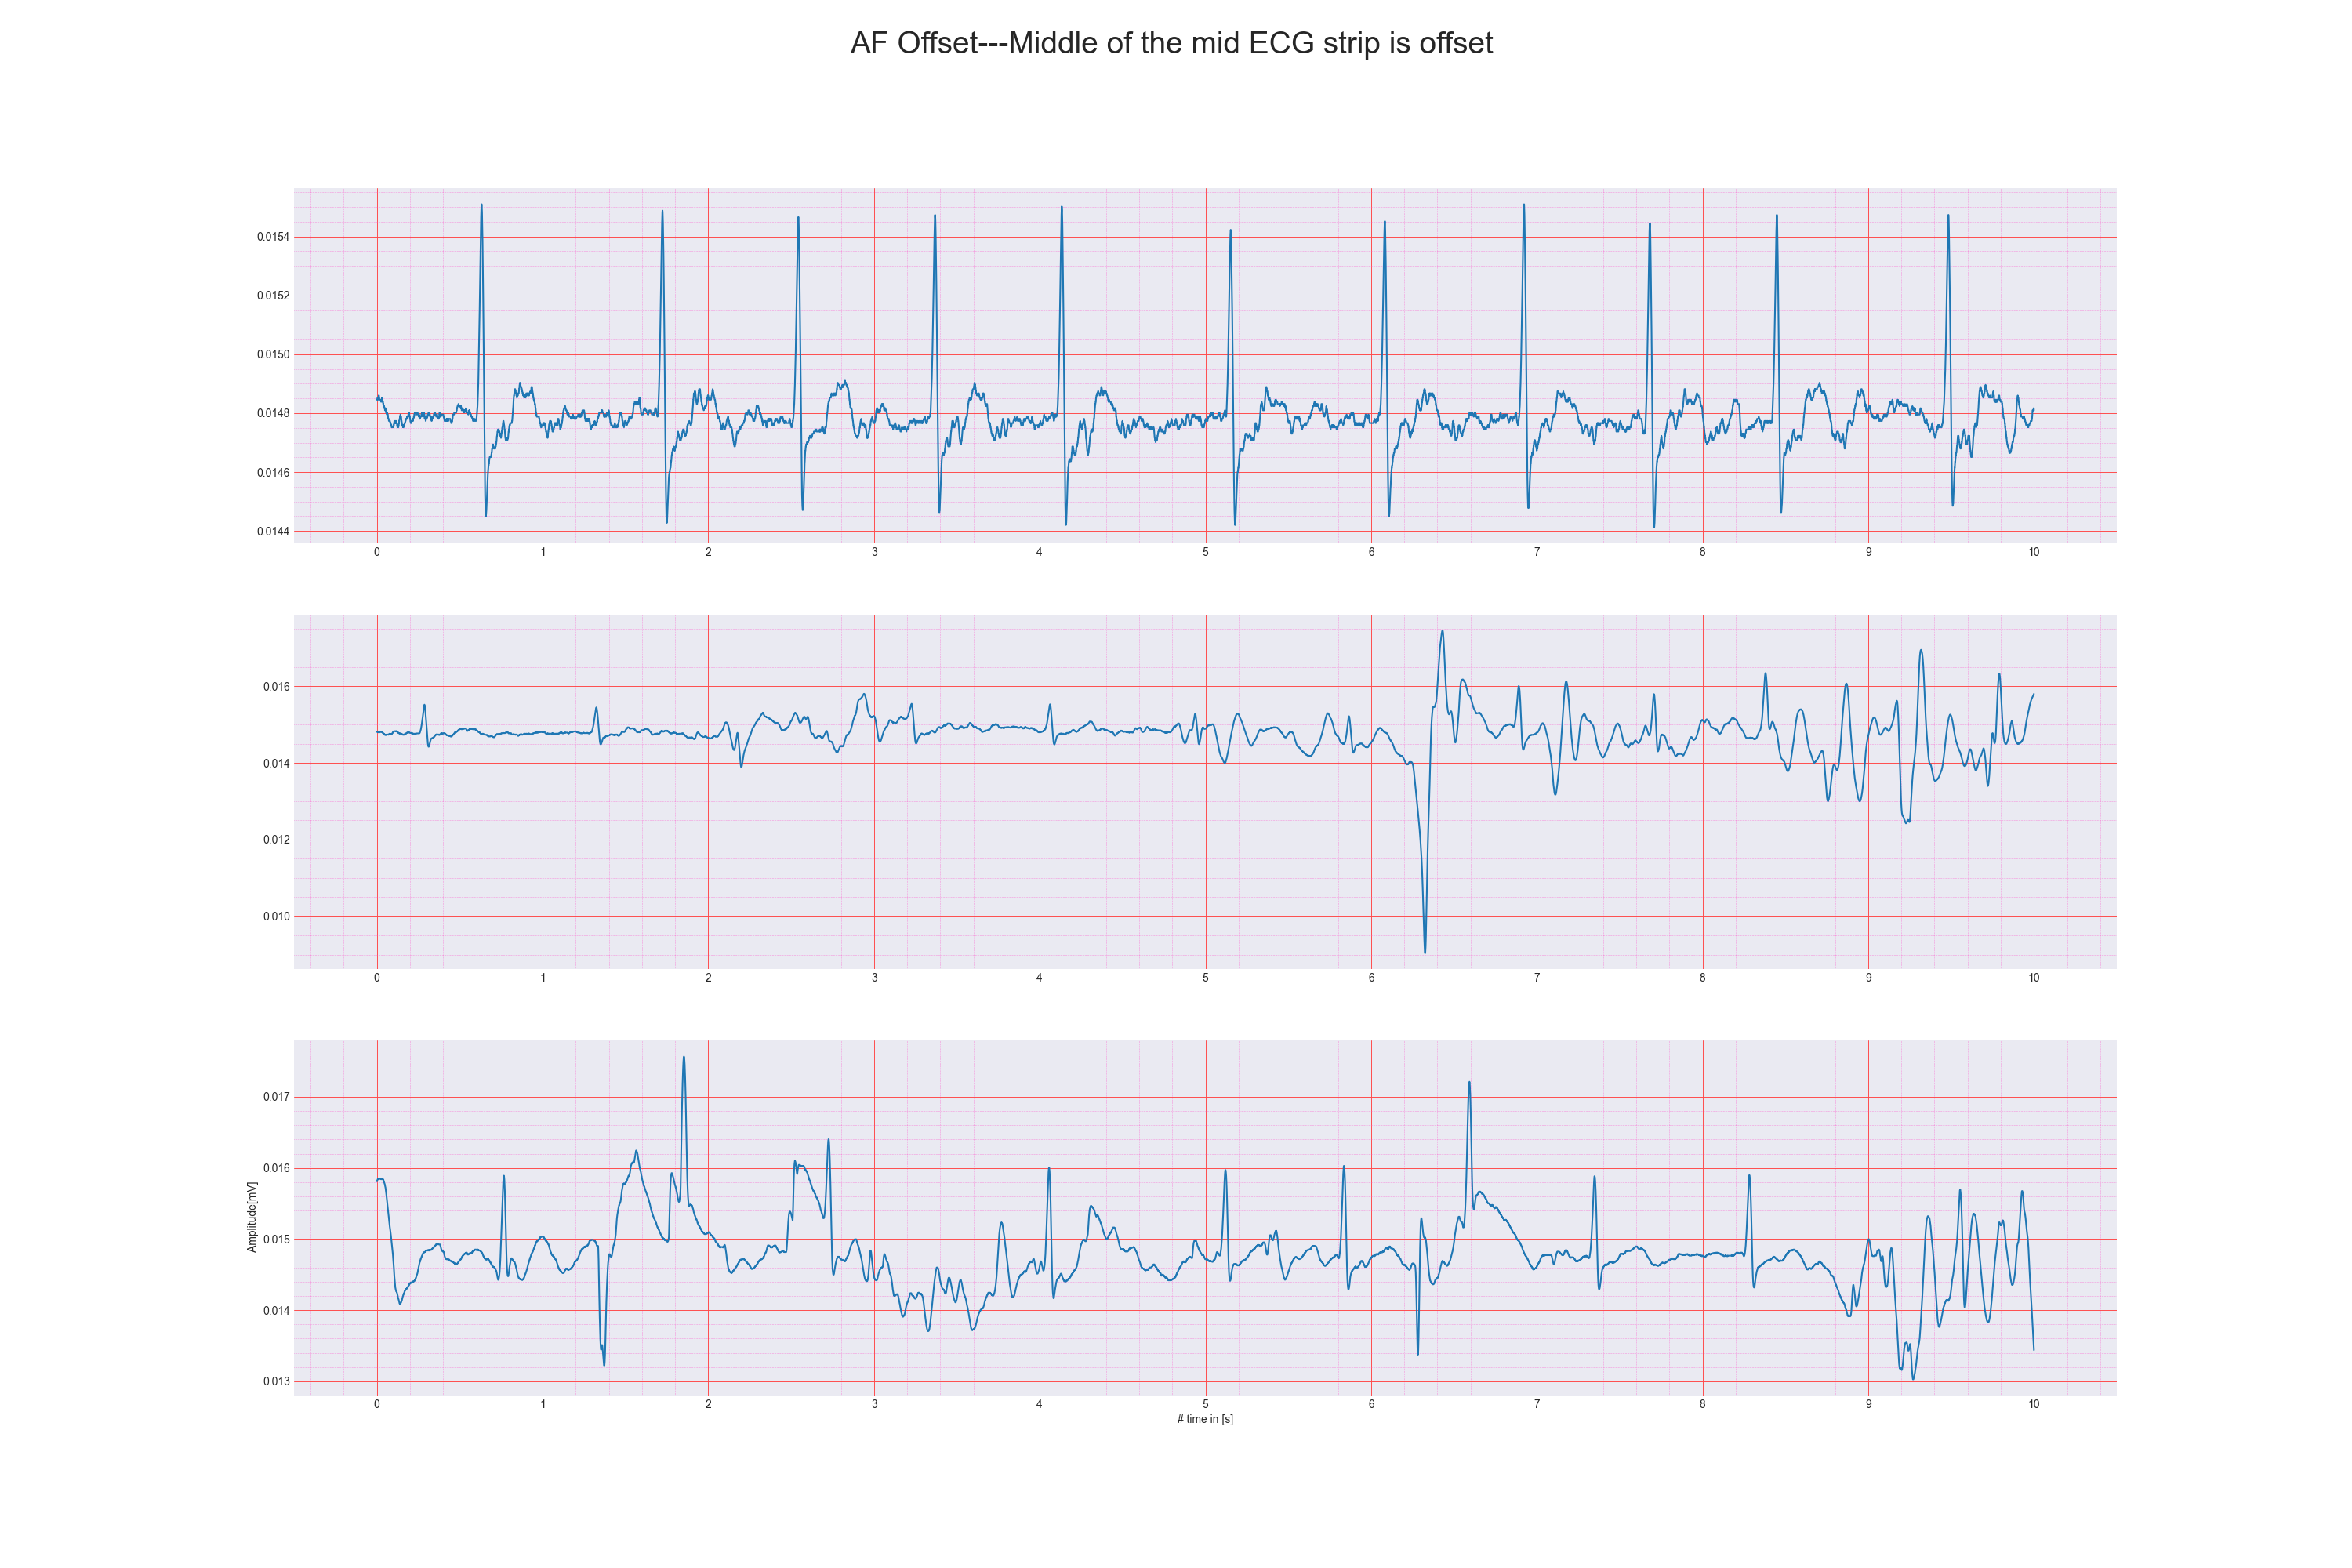 AF Offset---Middle of the mid ECG strip is offset
0.0154
0.0152
0.0150
0.0148
0.0146
0.0144
0 1 2 3 4 5 6 7 8 9 10
0.016
0.014
0.012
0.010
0 1 2 3 4 5 6 7 8 9 10
Amplitude[mV]
0.017
0.016
0.015
0.014
0.013
0 1 2 3 4 5 6 7 8 9 10
# time in [s]